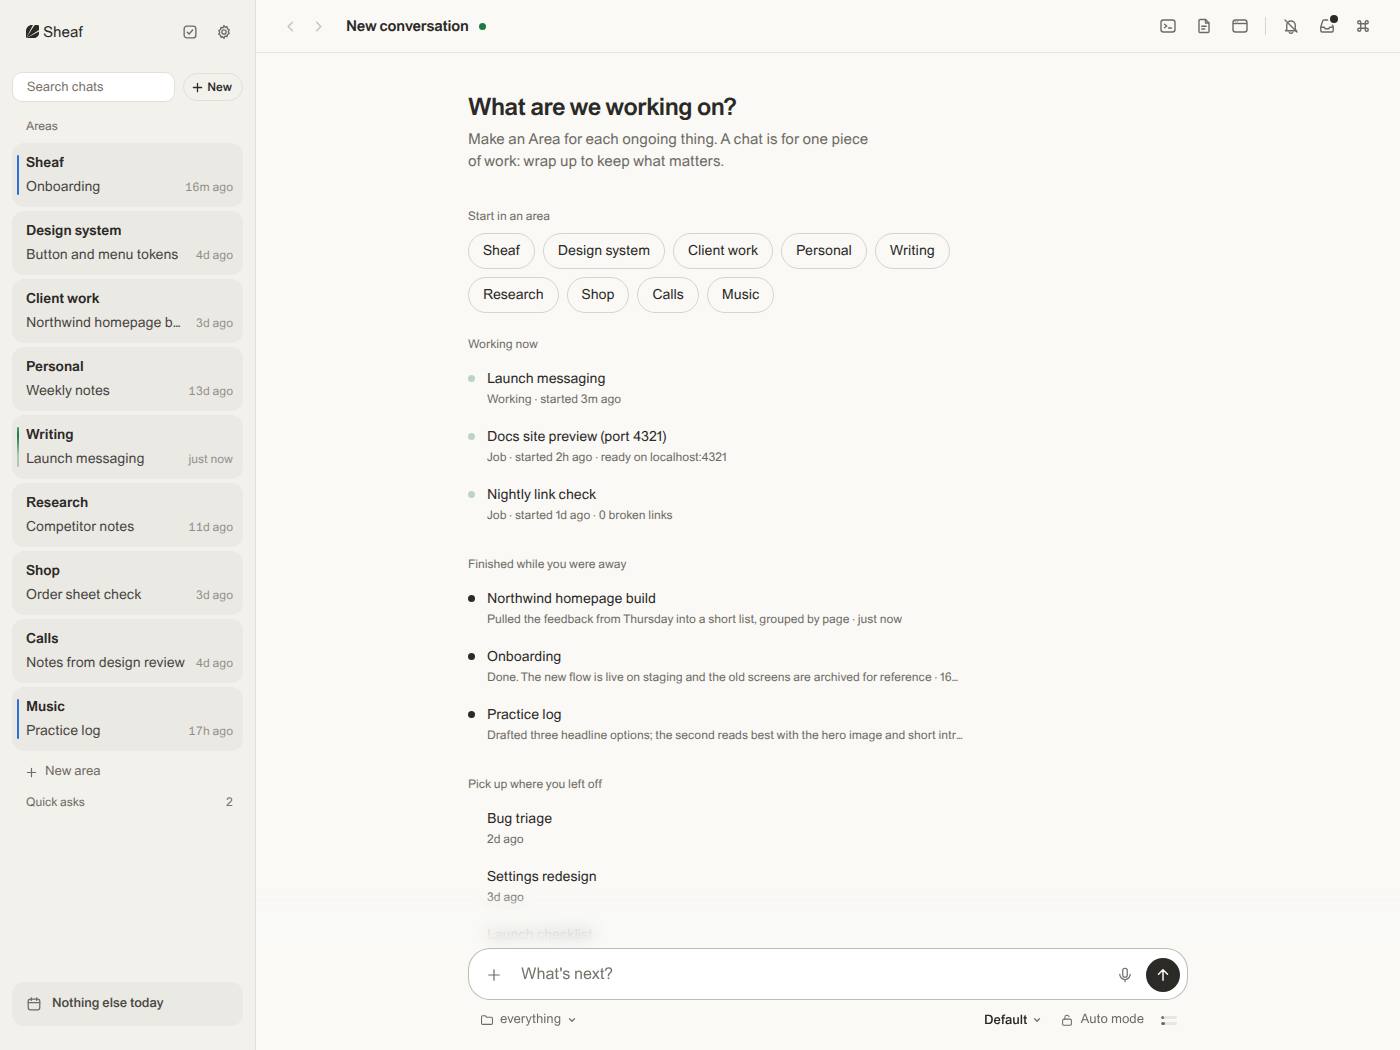 Sheaf
Search chats
New
Areas
Sheaf
Onboarding 16m ago
Design system
Button and menu tokens 4d ago
Client work
Northwind homepage b… 3d ago
Personal
Weekly notes 13d ago
Writing
Launch messaging just now
Research
Competitor notes 11d ago
Shop
Order sheet check 3d ago
Calls
Notes from design review 4d ago
Music
Practice log 17h ago
New area
Quick asks 2
Nothing else today
New conversation
What are we working on?
Make an Area for each ongoing thing. A chat is for one piece
of work: wrap up to keep what matters.
Start in an area
Sheaf Design system Client work Personal Writing
Research Shop Calls Music
Working now
Launch messaging
Working · started 3m ago
Docs site preview (port 4321)
Job · started 2h ago · ready on localhost:4321
Nightly link check
Job · started 1d ago · 0 broken links
Finished while you were away
Northwind homepage build
Pulled the feedback from Thursday into a short list, grouped by page · just now
Onboarding
Done. The new flow is live on staging and the old screens are archived for reference · 16…
Practice log
Drafted three headline options; the second reads best with the hero image and short intr…
Pick up where you left off
Bug triage
2d ago
Settings redesign
3d ago
Launch checklist
What's next?
everything
Default Auto mode